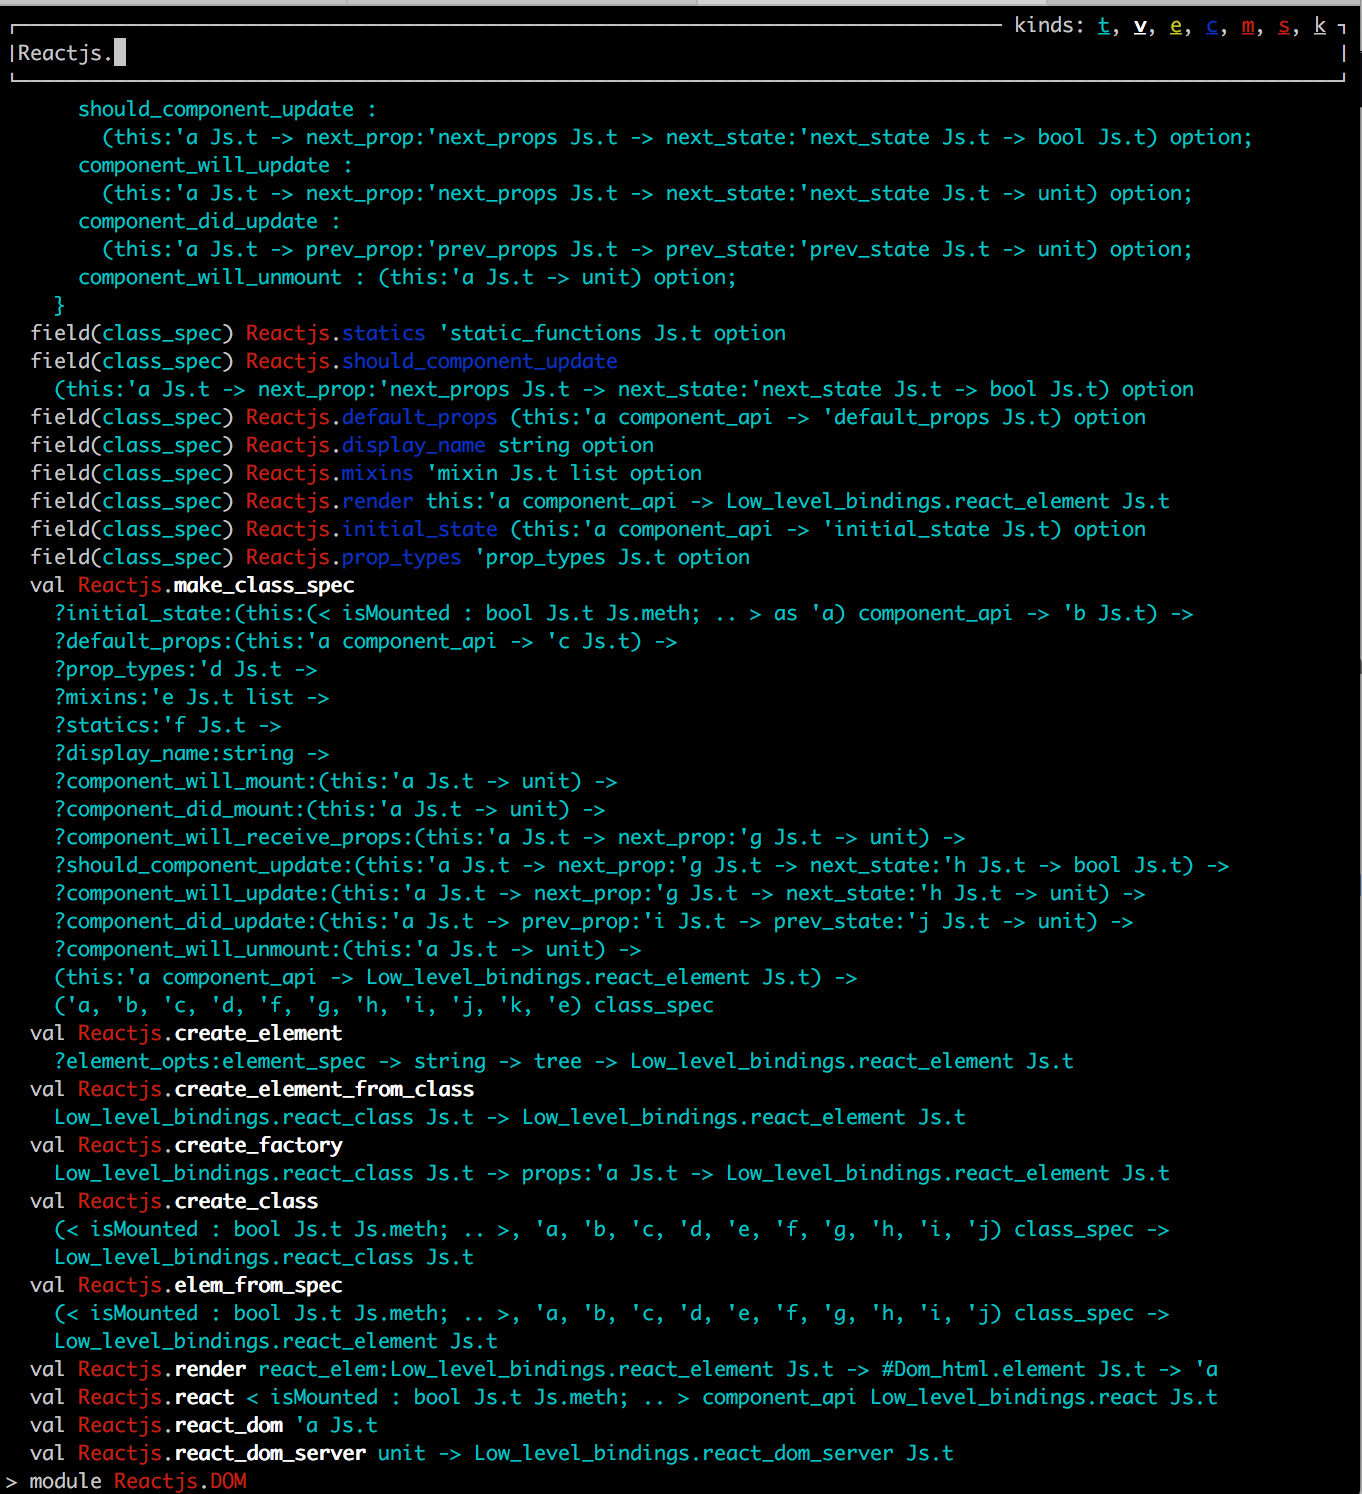 kinds: t, v, e, c, m, s, k
Reactjs.
should_component_update :
(this:'a Js.t -> next_prop:'next_props Js.t -> next_state:'next_state Js.t -> bool Js.t) option;
component_will_update :
(this:'a Js.t -> next_prop:'next_props Js.t -> next_state:'next_state Js.t -> unit) option;
component_did_update :
(this:'a Js.t -> prev_prop:'prev_props Js.t -> prev_state:'prev_state Js.t -> unit) option;
component_will_unmount : (this:'a Js.t -> unit) option;
}
field(class_spec) Reactjs.statics 'static_functions Js.t option
field(class_spec) Reactjs.should_component_update
(this:'a Js.t -> next_prop:'next_props Js.t -> next_state:'next_state Js.t -> bool Js.t) option
field(class_spec) Reactjs.default_props (this:'a component_api -> 'default_props Js.t) option
field(class_spec) Reactjs.display_name string option
field(class_spec) Reactjs.mixins 'mixin Js.t list option
field(class_spec) Reactjs.render this:'a component_api -> Low_level_bindings.react_element Js.t
field(class_spec) Reactjs.initial_state (this:'a component_api -> 'initial_state Js.t) option
field(class_spec) Reactjs.prop_types 'prop_types Js.t option
val Reactjs.make_class_spec
?initial_state:(this:(< isMounted : bool Js.t Js.meth; .. > as 'a) component_api -> 'b Js.t) ->
?default_props:(this:'a component_api -> 'c Js.t) ->
?prop_types:'d Js.t ->
?mixins:'e Js.t list ->
?statics:'f Js.t ->
?display_name:string ->
?component_will_mount:(this:'a Js.t -> unit) ->
?component_did_mount:(this:'a Js.t -> unit) ->
?component_will_receive_props:(this:'a Js.t -> next_prop:'g Js.t -> unit) ->
?should_component_update:(this:'a Js.t -> next_prop:'g Js.t -> next_state:'h Js.t -> bool Js.t) ->
?component_will_update:(this:'a Js.t -> next_prop:'g Js.t -> next_state:'h Js.t -> unit) ->
?component_did_update:(this:'a Js.t -> prev_prop:'i Js.t -> prev_state:'j Js.t -> unit) ->
?component_will_unmount:(this:'a Js.t -> unit) ->
(this:'a component_api -> Low_level_bindings.react_element Js.t) ->
('a, 'b, 'c, 'd, 'f, 'g, 'h, 'i, 'j, 'k, 'e) class_spec
val Reactjs.create_element
?element_opts:element_spec -> string -> tree -> Low_level_bindings.react_element Js.t
val Reactjs.create_element_from_class
Low_level_bindings.react_class Js.t -> Low_level_bindings.react_element Js.t
val Reactjs.create_factory
Low_level_bindings.react_class Js.t -> props:'a Js.t -> Low_level_bindings.react_element Js.t
val Reactjs.create_class
(< isMounted : bool Js.t Js.meth; .. >, 'a, 'b, 'c, 'd, 'e, 'f, 'g, 'h, 'i, 'j) class_spec ->
Low_level_bindings.react_class Js.t
val Reactjs.elem_from_spec
(< isMounted : bool Js.t Js.meth; .. >, 'a, 'b, 'c, 'd, 'e, 'f, 'g, 'h, 'i, 'j) class_spec ->
Low_level_bindings.react_element Js.t
val Reactjs.render react_elem:Low_level_bindings.react_element Js.t -> #Dom_html.element Js.t -> 'a
val Reactjs.react < isMounted : bool Js.t Js.meth; .. > component_api Low_level_bindings.react Js.t
val Reactjs.react_dom 'a Js.t
val Reactjs.react_dom_server unit -> Low_level_bindings.react_dom_server Js.t
> module Reactjs.DOM